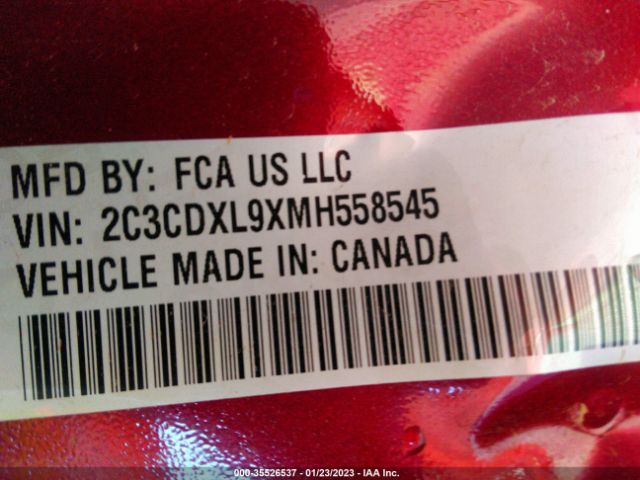 MFD BY: FCA US LLC
VIN: 2C3CDXL9XMH558545
VEHICLE MADE IN: CANADA
000-35526537 - 01/23/2023 - IAA Inc.